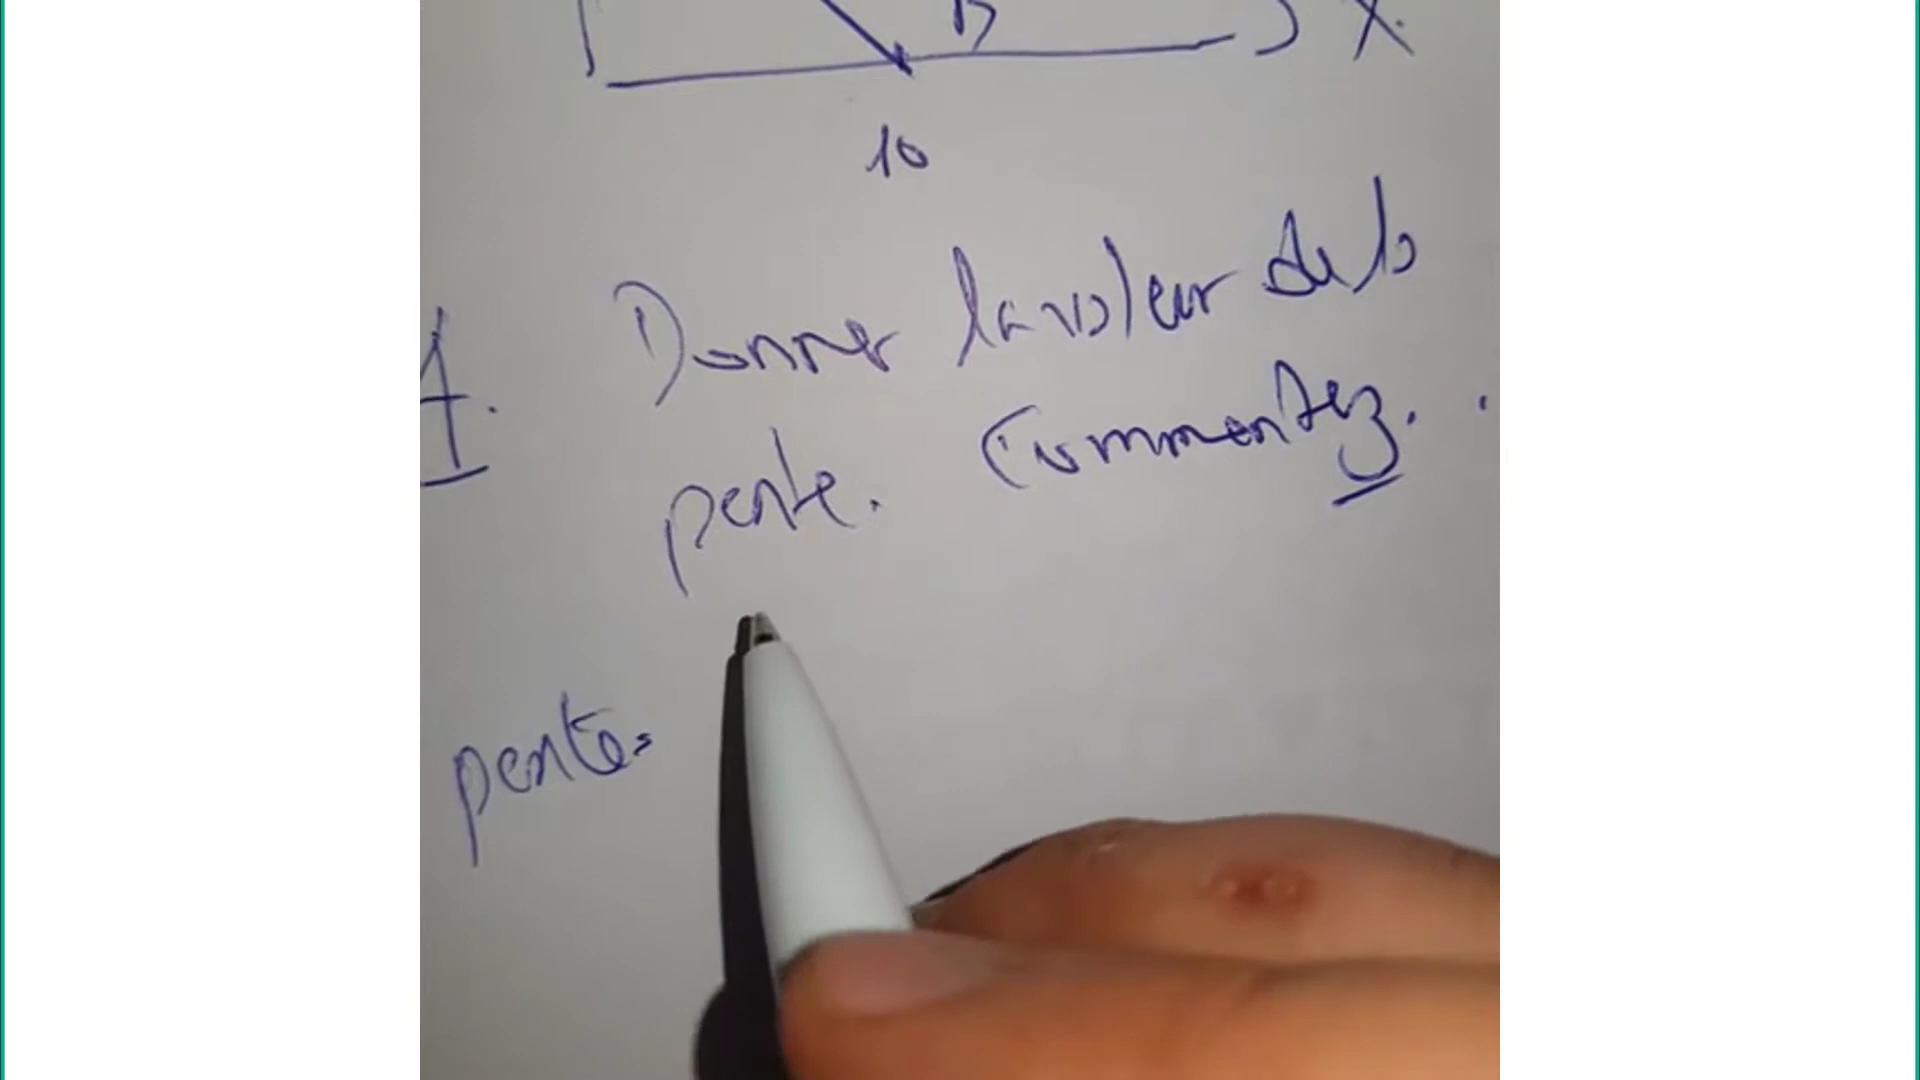 B X.
10
4. Donner la valeur de la
pente. Commentez.
pente=